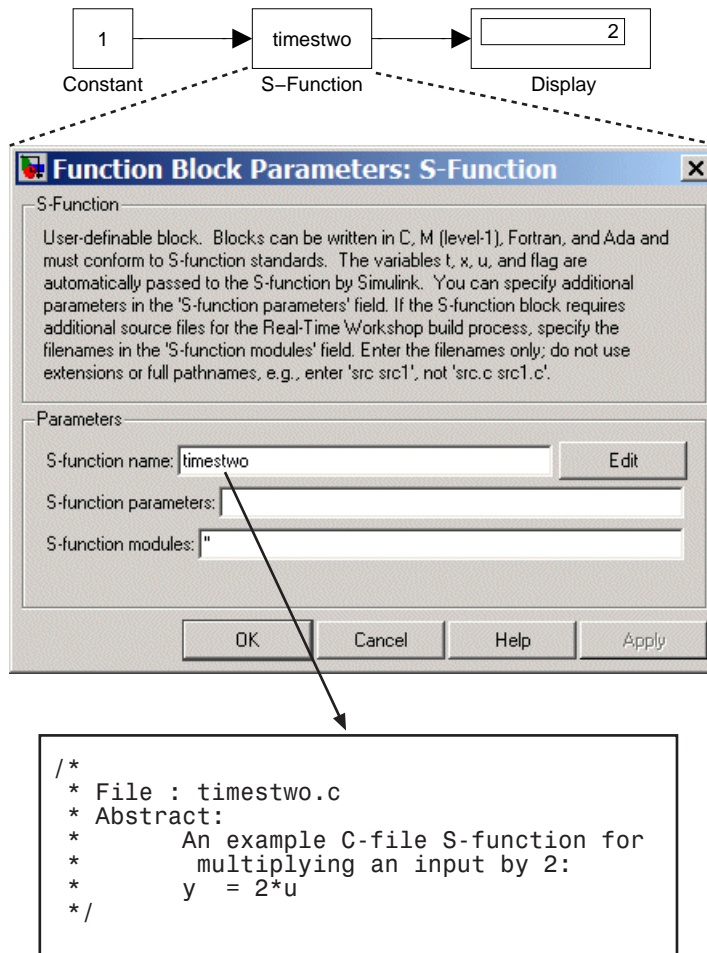 1
timestwo
2
Constant
S–Function
Display
Function Block Parameters: S-Function
S-Function
User-definable block. Blocks can be written in C, M (level-1), Fortran, and Ada and
must conform to S-function standards. The variables t, x, u, and flag are
automatically passed to the S-function by Simulink. You can specify additional
parameters in the 'S-function parameters' field. If the S-function block requires
additional source files for the Real-Time Workshop build process, specify the
filenames in the 'S-function modules' field. Enter the filenames only; do not use
extensions or full pathnames, e.g., enter 'src src1', not 'src.c src1.c'.
Parameters
S-function name: timestwo
Edit
S-function parameters:
S-function modules: ''
OK
Cancel
Help
Apply
/*
* File : timestwo.c
* Abstract:
* An example C-file S-function for
* multiplying an input by 2:
* y = 2*u
*/